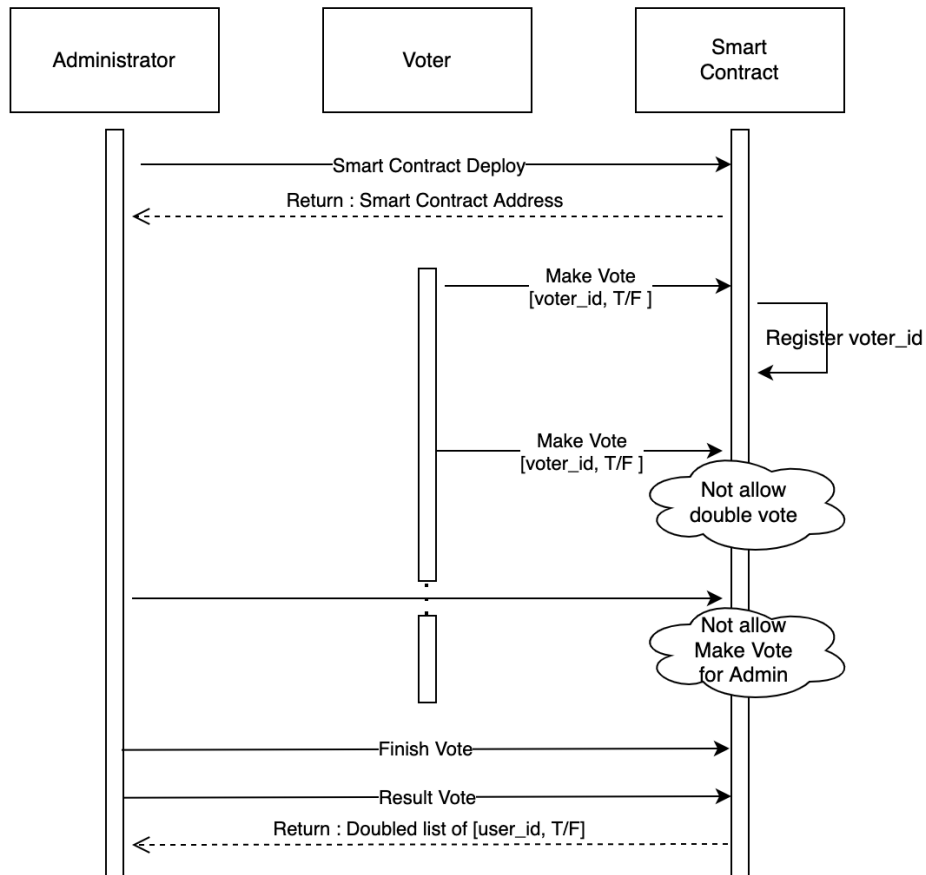 Administrator
Voter
Smart
Contract
Smart Contract Deploy
Return : Smart Contract Address
Make Vote
[voter_id, T/F ]
Register voter_id
Make Vote
[voter_id, T/F ]
Not allow
double vote
Not allow
Make Vote
for Admin
Finish Vote
Result Vote
Return : Doubled list of [user_id, T/F]